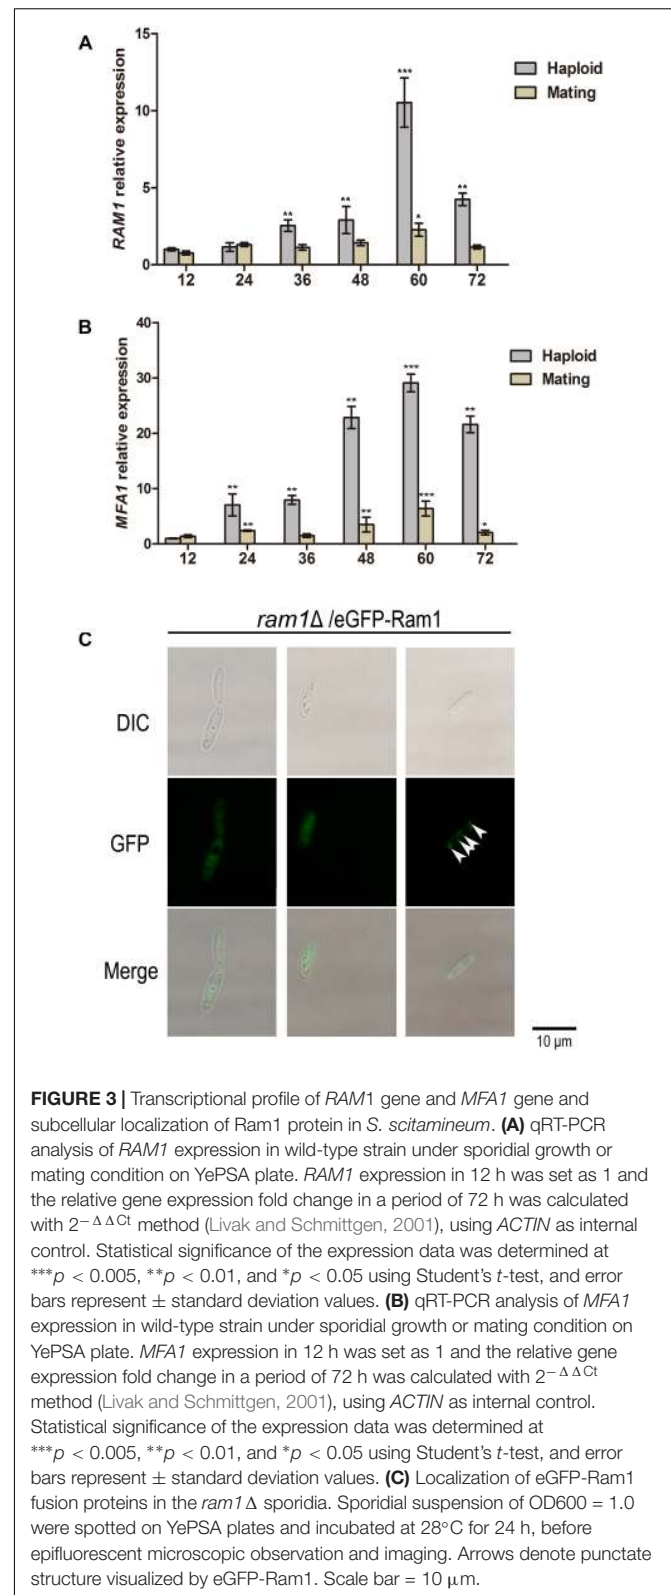 A
15
10
5
0
RAM1 relative expression
Haploid
Mating
***
**
**
*
**
12 24 36 48 60 72
B
40
30
20
10
0
MFA1 relative expression
Haploid
Mating
**
**
**
**
**
***
***
**
*
12 24 36 48 60 72
C
ram1Δ /eGFP-Ram1
DIC
GFP
Merge
10 μm
FIGURE 3 | Transcriptional profile of RAM1 gene and MFA1 gene and
subcellular localization of Ram1 protein in S. scitamineum. (A) qRT-PCR
analysis of RAM1 expression in wild-type strain under sporidial growth or
mating condition on YePSA plate. RAM1 expression in 12 h was set as 1 and
the relative gene expression fold change in a period of 72 h was calculated
with 2−ΔΔCt method (Livak and Schmittgen, 2001), using ACTIN as internal
control. Statistical significance of the expression data was determined at
***p < 0.005, **p < 0.01, and *p < 0.05 using Student's t-test, and error
bars represent ± standard deviation values. (B) qRT-PCR analysis of MFA1
expression in wild-type strain under sporidial growth or mating condition on
YePSA plate. MFA1 expression in 12 h was set as 1 and the relative gene
expression fold change in a period of 72 h was calculated with 2−ΔΔCt
method (Livak and Schmittgen, 2001), using ACTIN as internal control.
Statistical significance of the expression data was determined at
***p < 0.005, **p < 0.01, and *p < 0.05 using Student's t-test, and error
bars represent ± standard deviation values. (C) Localization of eGFP-Ram1
fusion proteins in the ram1Δ sporidia. Sporidial suspension of OD600 = 1.0
were spotted on YePSA plates and incubated at 28°C for 24 h, before
epifluorescent microscopic observation and imaging. Arrows denote punctate
structure visualized by eGFP-Ram1. Scale bar = 10 μm.